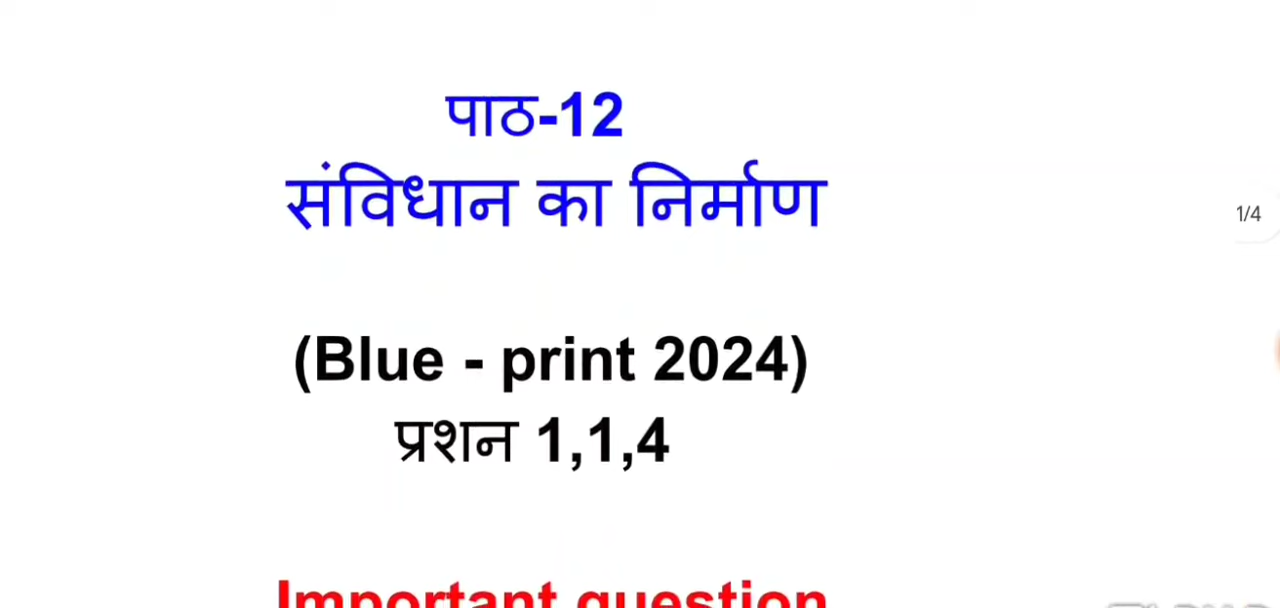 पाठ-12
संविधान का निर्माण
1/4
(Blue - print 2024)
प्रशन 1,1,4
Important question